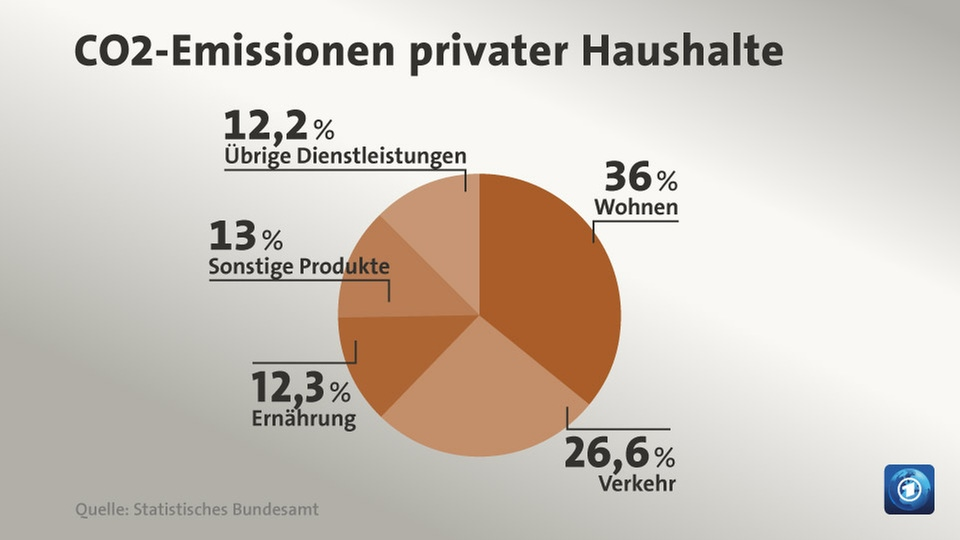 CO2-Emissionen privater Haushalte
12,2 %
Übrige Dienstleistungen
36 %
Wohnen
13 %
Sonstige Produkte
12,3 %
Ernährung
26,6 %
Verkehr
Quelle: Statistisches Bundesamt
1